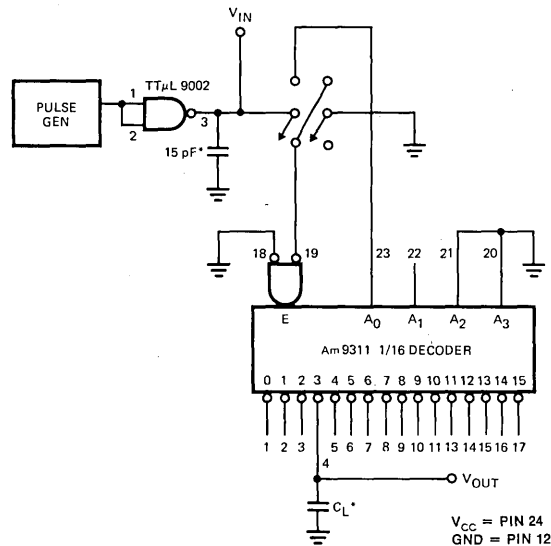 V_IN
TTμL 9002
PULSE
GEN
1
2
3
15 pF*
18
19
23
22
21
20
E
A0
A1
A2
A3
Am9311 1/16 DECODER
0 1 2 3 4 5 6 7 8 9 10 11 12 13 14 15
1 2 3 5 6 7 8 9 10 11 13 14 15 16 17
4
V_OUT
C_L*
V_CC = PIN 24
GND = PIN 12